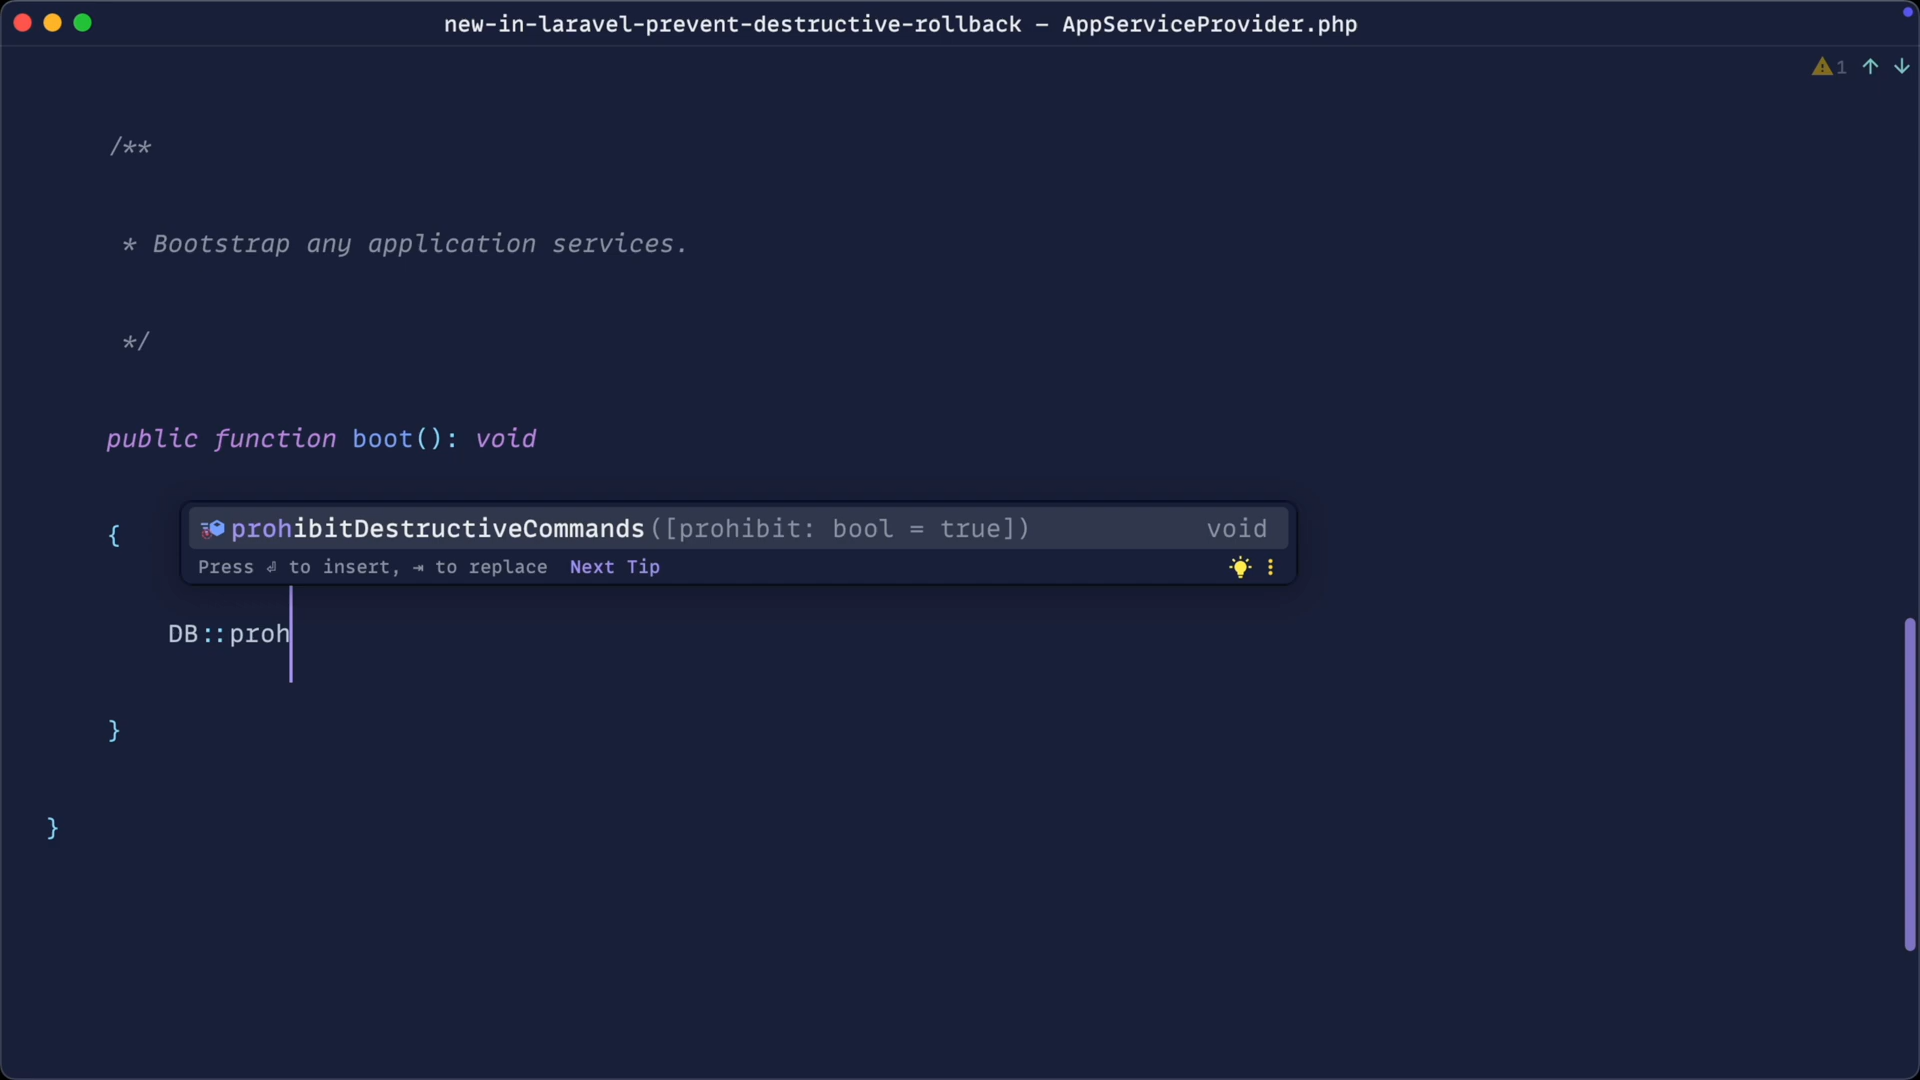 new-in-laravel-prevent-destructive-rollback – AppServiceProvider.php
1 ↑ ↓
/**
* Bootstrap any application services.
*/
public function boot(): void
{
prohibitDestructiveCommands([prohibit: bool = true]) void
Press ⏎ to insert, ⇥ to replace Next Tip
DB::proh
}
}